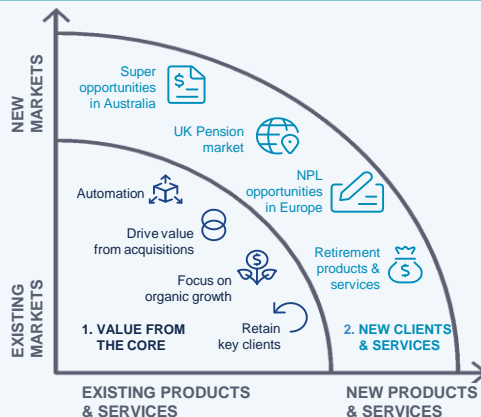 NEW
MARKETS
Super
opportunities
in Australia
$
UK Pension
market
NPL
opportunities
in Europe
Automation
Drive value
from acquisitions
Retirement
products &
services
$
Focus on
organic growth
$
EXISTING
MARKETS
1. VALUE FROM
THE CORE
Retain
key clients
2. NEW CLIENTS
& SERVICES
EXISTING PRODUCTS
& SERVICES
NEW PRODUCTS
& SERVICES